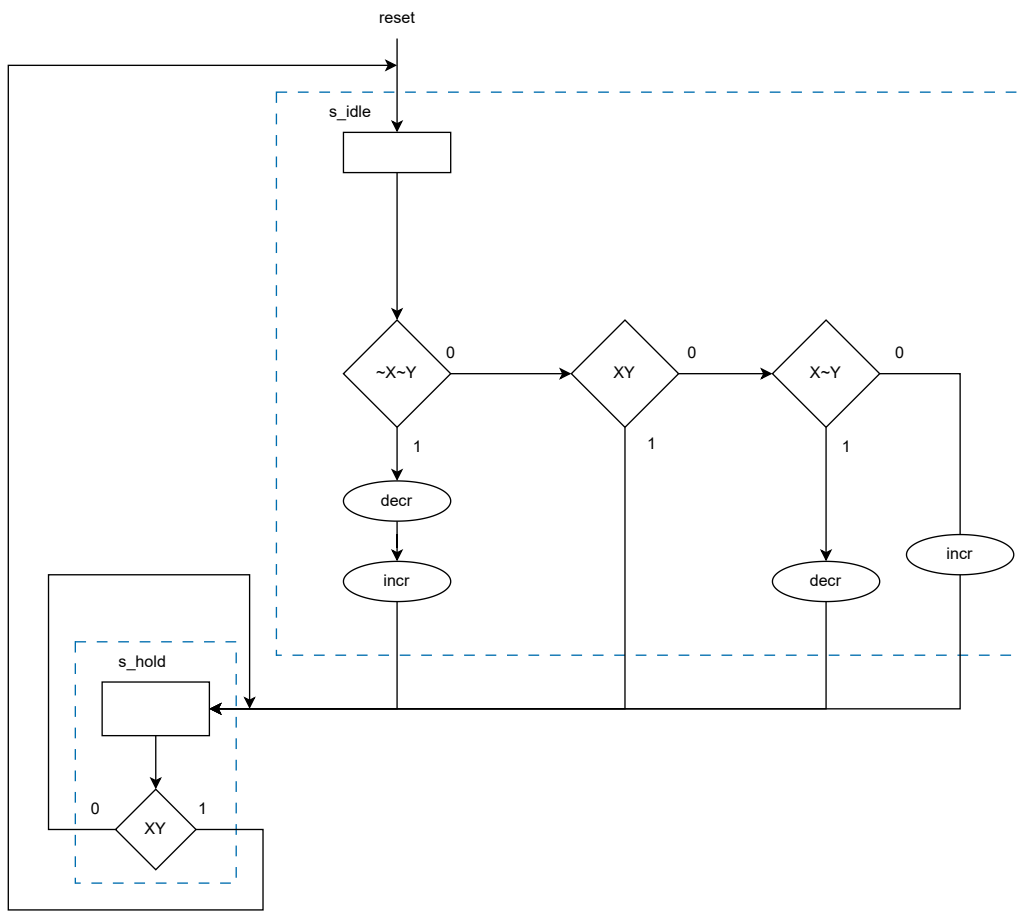 reset
s_idle
~X~Y
0
XY
0
X~Y
0
1
1
1
decr
incr
decr
incr
s_hold
0
1
XY